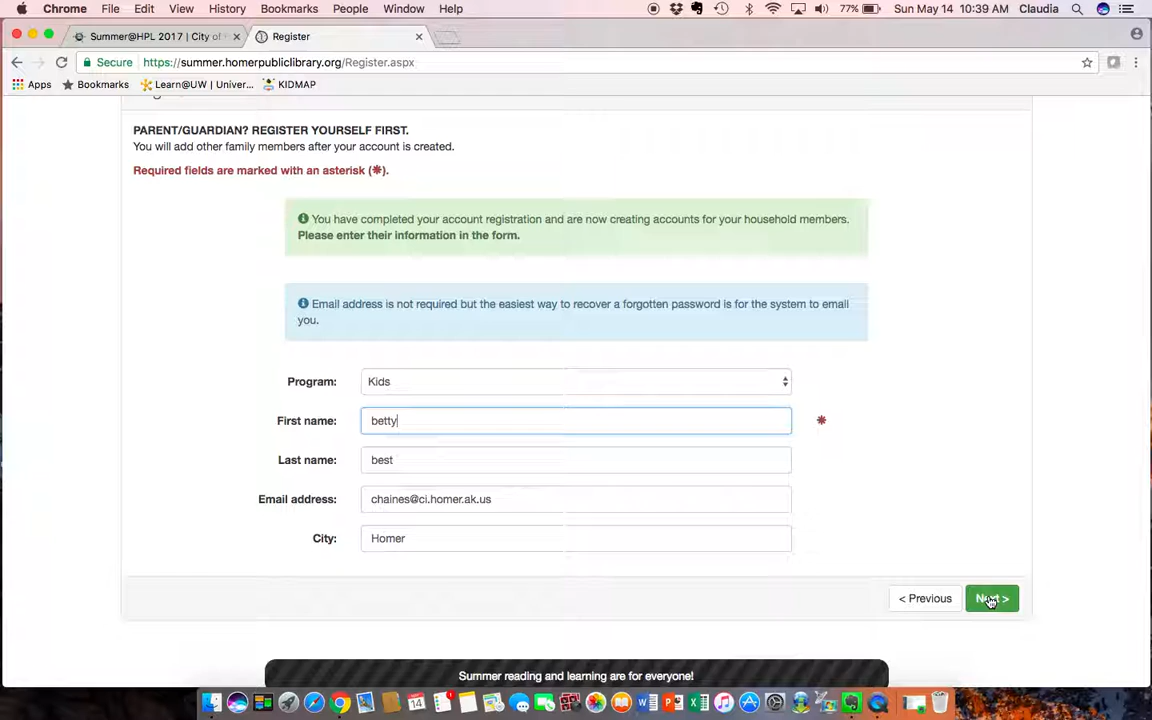 Chrome File Edit View History Bookmarks People Window Help 77% Sun May 14 10:39 AM Claudia
Summer@HPL 2017 | City of Register
Secure https://summer.homerpubliclibrary.org/Register.aspx
Apps Bookmarks Learn@UW | Univer... KIDMAP
PARENT/GUARDIAN? REGISTER YOURSELF FIRST.
You will add other family members after your account is created.
Required fields are marked with an asterisk (✱).
You have completed your account registration and are now creating accounts for your household members.
Please enter their information in the form.
Email address is not required but the easiest way to recover a forgotten password is for the system to email
you.
Program: Kids
First name: betty ✱
Last name: best
Email address: chaines@ci.homer.ak.us
City: Homer
< Previous Next >
Summer reading and learning are for everyone!